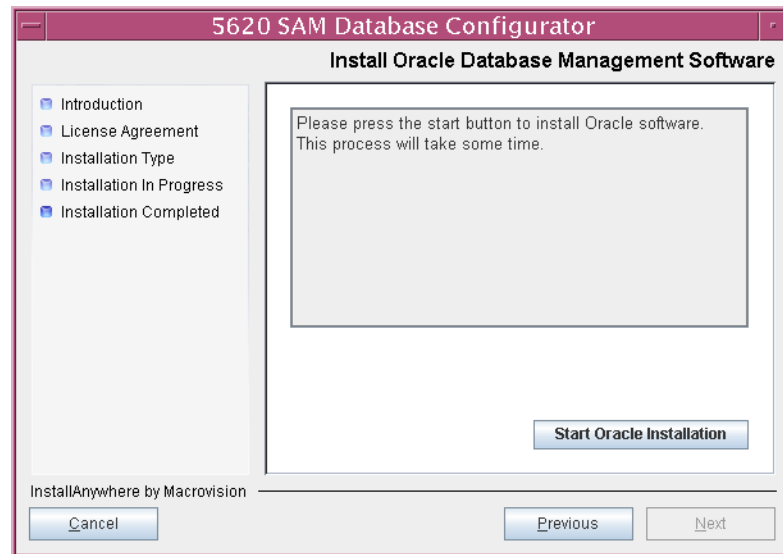 5620 SAM Database Configurator
Install Oracle Database Management Software
Introduction
License Agreement
Installation Type
Installation In Progress
Installation Completed
Please press the start button to install Oracle software.
This process will take some time.
Start Oracle Installation
InstallAnywhere by Macrovision
Cancel
Previous
Next